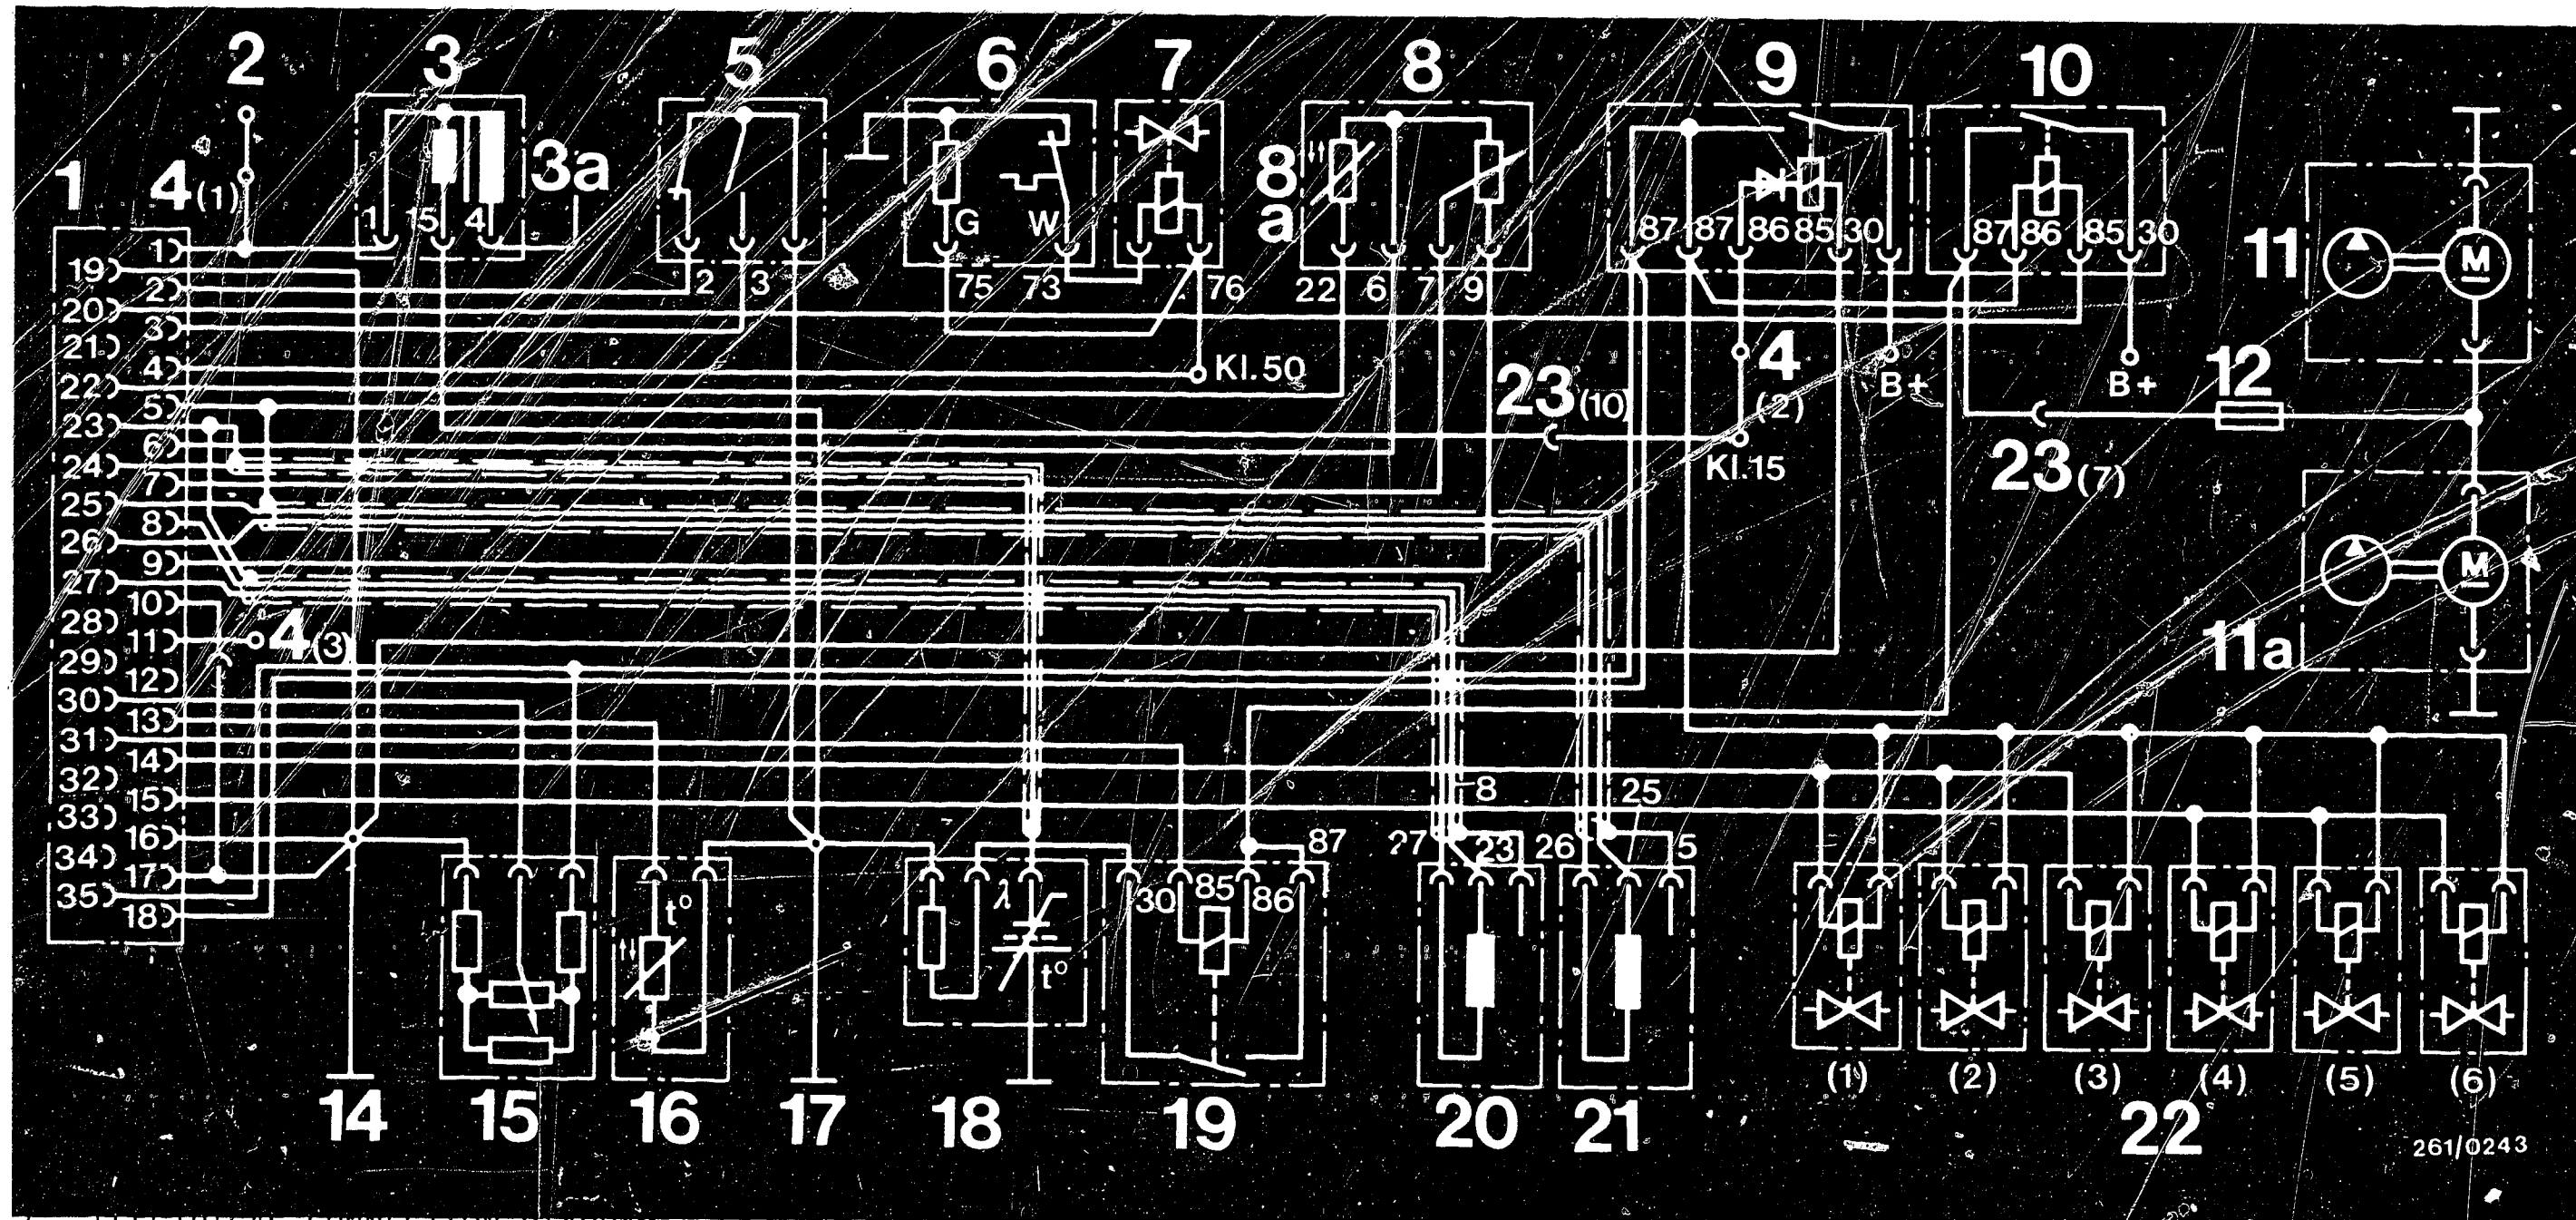 2 3 5 6 7 8 9 10
1 4 (1) 3a 8 a 11
1 15 4 G W 87 87 86 85 30 87 86 85 30 M
2 3 75 73 76 22 6 7 9
Kl.50 23 (10) 4 (2) B+ B+ 12
Kl.15 23 (7)
M
4 (3) 11a
1
19
2
20
3
21
4
22
5
23
6
24
7
25
8
26
9
27
10
28
11
29
12
30
13
31
14
32
15
33
16
34
17
35
18
8 25
87 27 23 26 5
30 85 86
t° λ t°
(1) (2) (3) (4) (5) (6)
14 15 16 17 18 19 20 21 22
261/0243